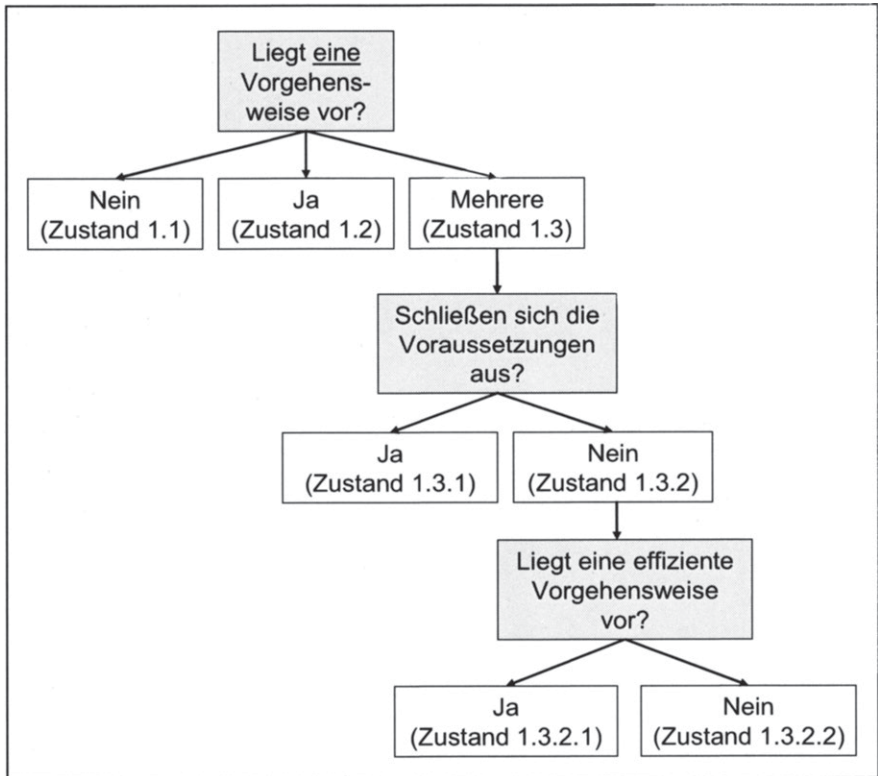 Liegt eine
Vorgehens-
weise vor?
Nein
(Zustand 1.1)
Ja
(Zustand 1.2)
Mehrere
(Zustand 1.3)
Schließen sich die
Voraussetzungen
aus?
Ja
(Zustand 1.3.1)
Nein
(Zustand 1.3.2)
Liegt eine effiziente
Vorgehensweise
vor?
Ja
(Zustand 1.3.2.1)
Nein
(Zustand 1.3.2.2)